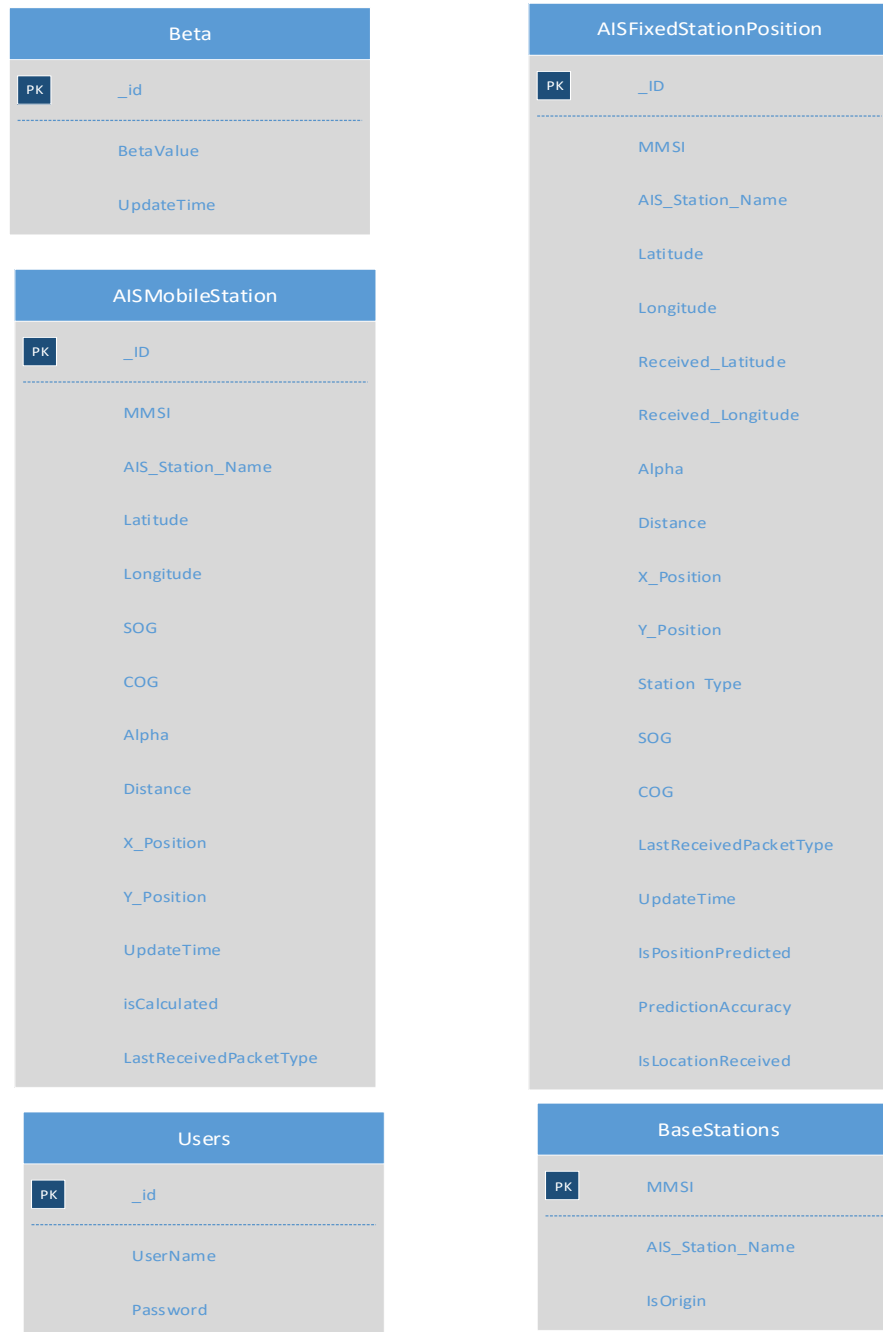 Beta
PK _id
BetaValue
UpdateTime
AISMobileStation
PK _ID
MMSI
AIS_Station_Name
Latitude
Longitude
SOG
COG
Alpha
Distance
X_Position
Y_Position
UpdateTime
isCalculated
LastReceivedPacketType
Users
PK _id
UserName
Password
AISFixedStationPosition
PK _ID
MMSI
AIS_Station_Name
Latitude
Longitude
Received_Latitude
Received_Longitude
Alpha
Distance
X_Position
Y_Position
Station Type
SOG
COG
LastReceivedPacketType
UpdateTime
IsPositionPredicted
PredictionAccuracy
IsLocationReceived
BaseStations
PK MMSI
AIS_Station_Name
IsOrigin